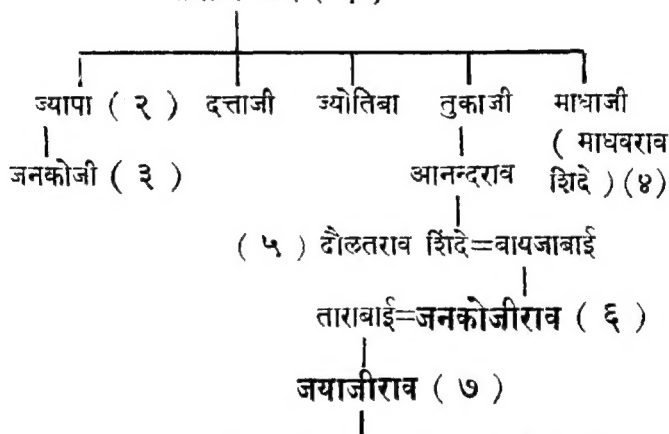 ज्यापा ( २ ) दत्ताजी ज्योतिबा तुकाजी माधाजी
( माधवराव
जनकोजी ( ३ ) आनन्दराव शिंदे ) (४)
( ५ ) दौलतराव शिंदे=बायजाबाई
ताराबाई=जनकोजीराव ( ६ )
जयाजीराव ( ७ )